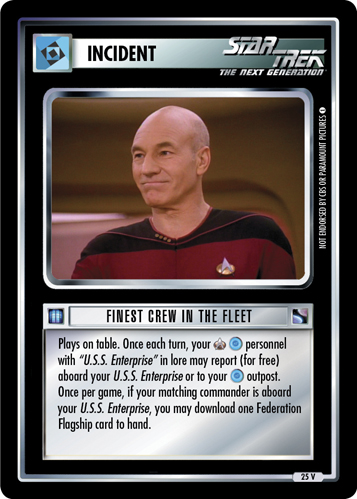 INCIDENT
STAR TREK
THE NEXT GENERATION
NOT ENDORSED BY CBS OR PARAMOUNT PICTURES
FINEST CREW IN THE FLEET
Plays on table. Once each turn, your personnel
with "U.S.S. Enterprise" in lore may report (for free)
aboard your U.S.S. Enterprise or to your outpost.
Once per game, if your matching commander is aboard
your U.S.S. Enterprise, you may download one Federation
Flagship card to hand.
25 V